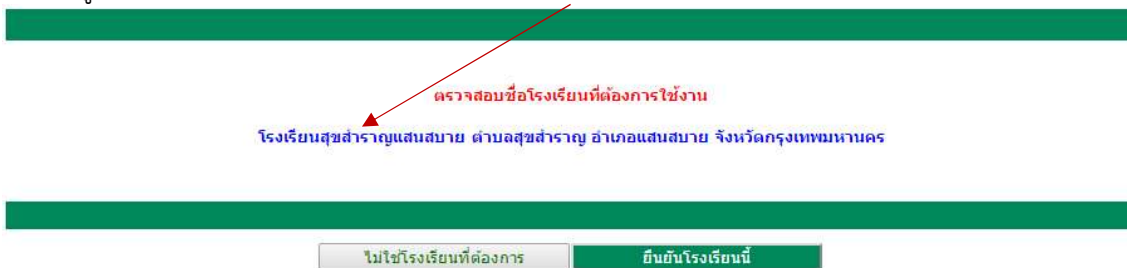 ตรวจสอบชื่อโรงเรียนที่ต้องการใช้งาน
โรงเรียนสุขสำราญแสนสบาย ตำบลสุขสำราญ อำเภอแสนสบาย จังหวัดกรุงเทพมหานคร
ไม่ใช่โรงเรียนที่ต้องการ ยืนยันโรงเรียนนี้